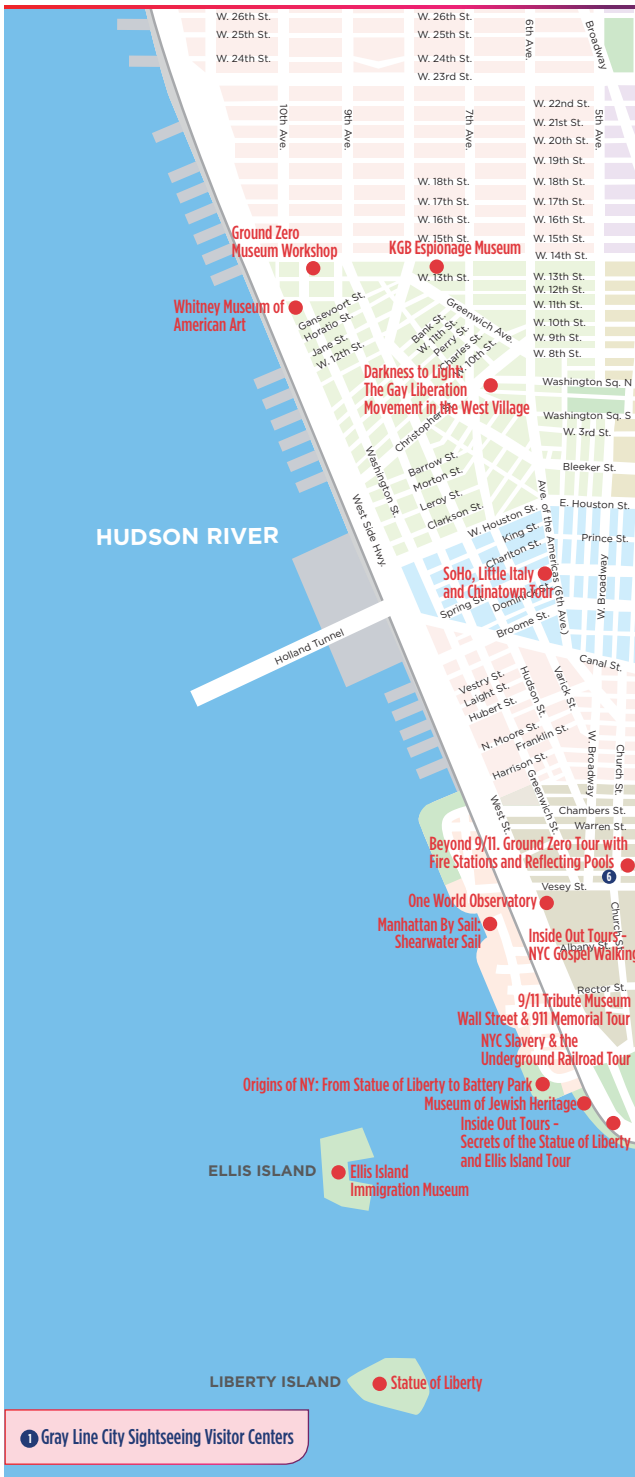 W. 26th St.
W. 26th St.
W. 25th St.
W. 25th St.
W. 24th St.
W. 24th St.
W. 23rd St.
6th Ave.
Broadway
10th Ave.
9th Ave.
7th Ave.
5th Ave.
W. 22nd St.
W. 21st St.
W. 20th St.
W. 19th St.
W. 18th St.
W. 18th St.
W. 17th St.
W. 17th St.
W. 16th St.
W. 16th St.
W. 15th St.
W. 15th St.
W. 14th St.
Ground Zero
Museum Workshop
KGB Espionage Museum
W. 13th St.
W. 13th St.
W. 12th St.
W. 11th St.
W. 10th St.
W. 9th St.
W. 8th St.
Whitney Museum of
American Art
Gansevoort St.
Horatio St.
Jane St.
W. 12th St.
Greenwich Ave.
Bank St.
W. 11th St.
Perry St.
Charles St.
W. 10th St.
Darkness to Light:
The Gay Liberation
Movement in the West Village
Washington Sq. N
Washington Sq. S
W. 3rd St.
Christopher St.
Barrow St.
Morton St.
Leroy St.
Clarkson St.
Washington St.
West Side Hwy.
Bleeker St.
E. Houston St.
W. Houston St.
King St.
Charlton St.
Prince St.
Ave. of the Americas (6th Ave.)
W. Broadway
HUDSON RIVER
SoHo, Little Italy
and Chinatown Tour
Spring St.
Dominick St.
Broome St.
Holland Tunnel
Canal St.
Vestry St.
Laight St.
Hubert St.
Hudson St.
Varick St.
N. Moore St.
Franklin St.
Harrison St.
W. Broadway
Church St.
Greenwich St.
West St.
Chambers St.
Warren St.
Beyond 9/11. Ground Zero Tour with
Fire Stations and Reflecting Pools
6
Vesey St.
One World Observatory
Church St.
Manhattan By Sail:
Shearwater Sail
Inside Out Tours -
NYC Gospel Walking
Albany St.
Rector St.
9/11 Tribute Museum
Wall Street & 911 Memorial Tour
NYC Slavery & the
Underground Railroad Tour
Origins of NY: From Statue of Liberty to Battery Park
Museum of Jewish Heritage
Inside Out Tours -
Secrets of the Statue of Liberty
and Ellis Island Tour
ELLIS ISLAND
Ellis Island
Immigration Museum
LIBERTY ISLAND
Statue of Liberty
1 Gray Line City Sightseeing Visitor Centers